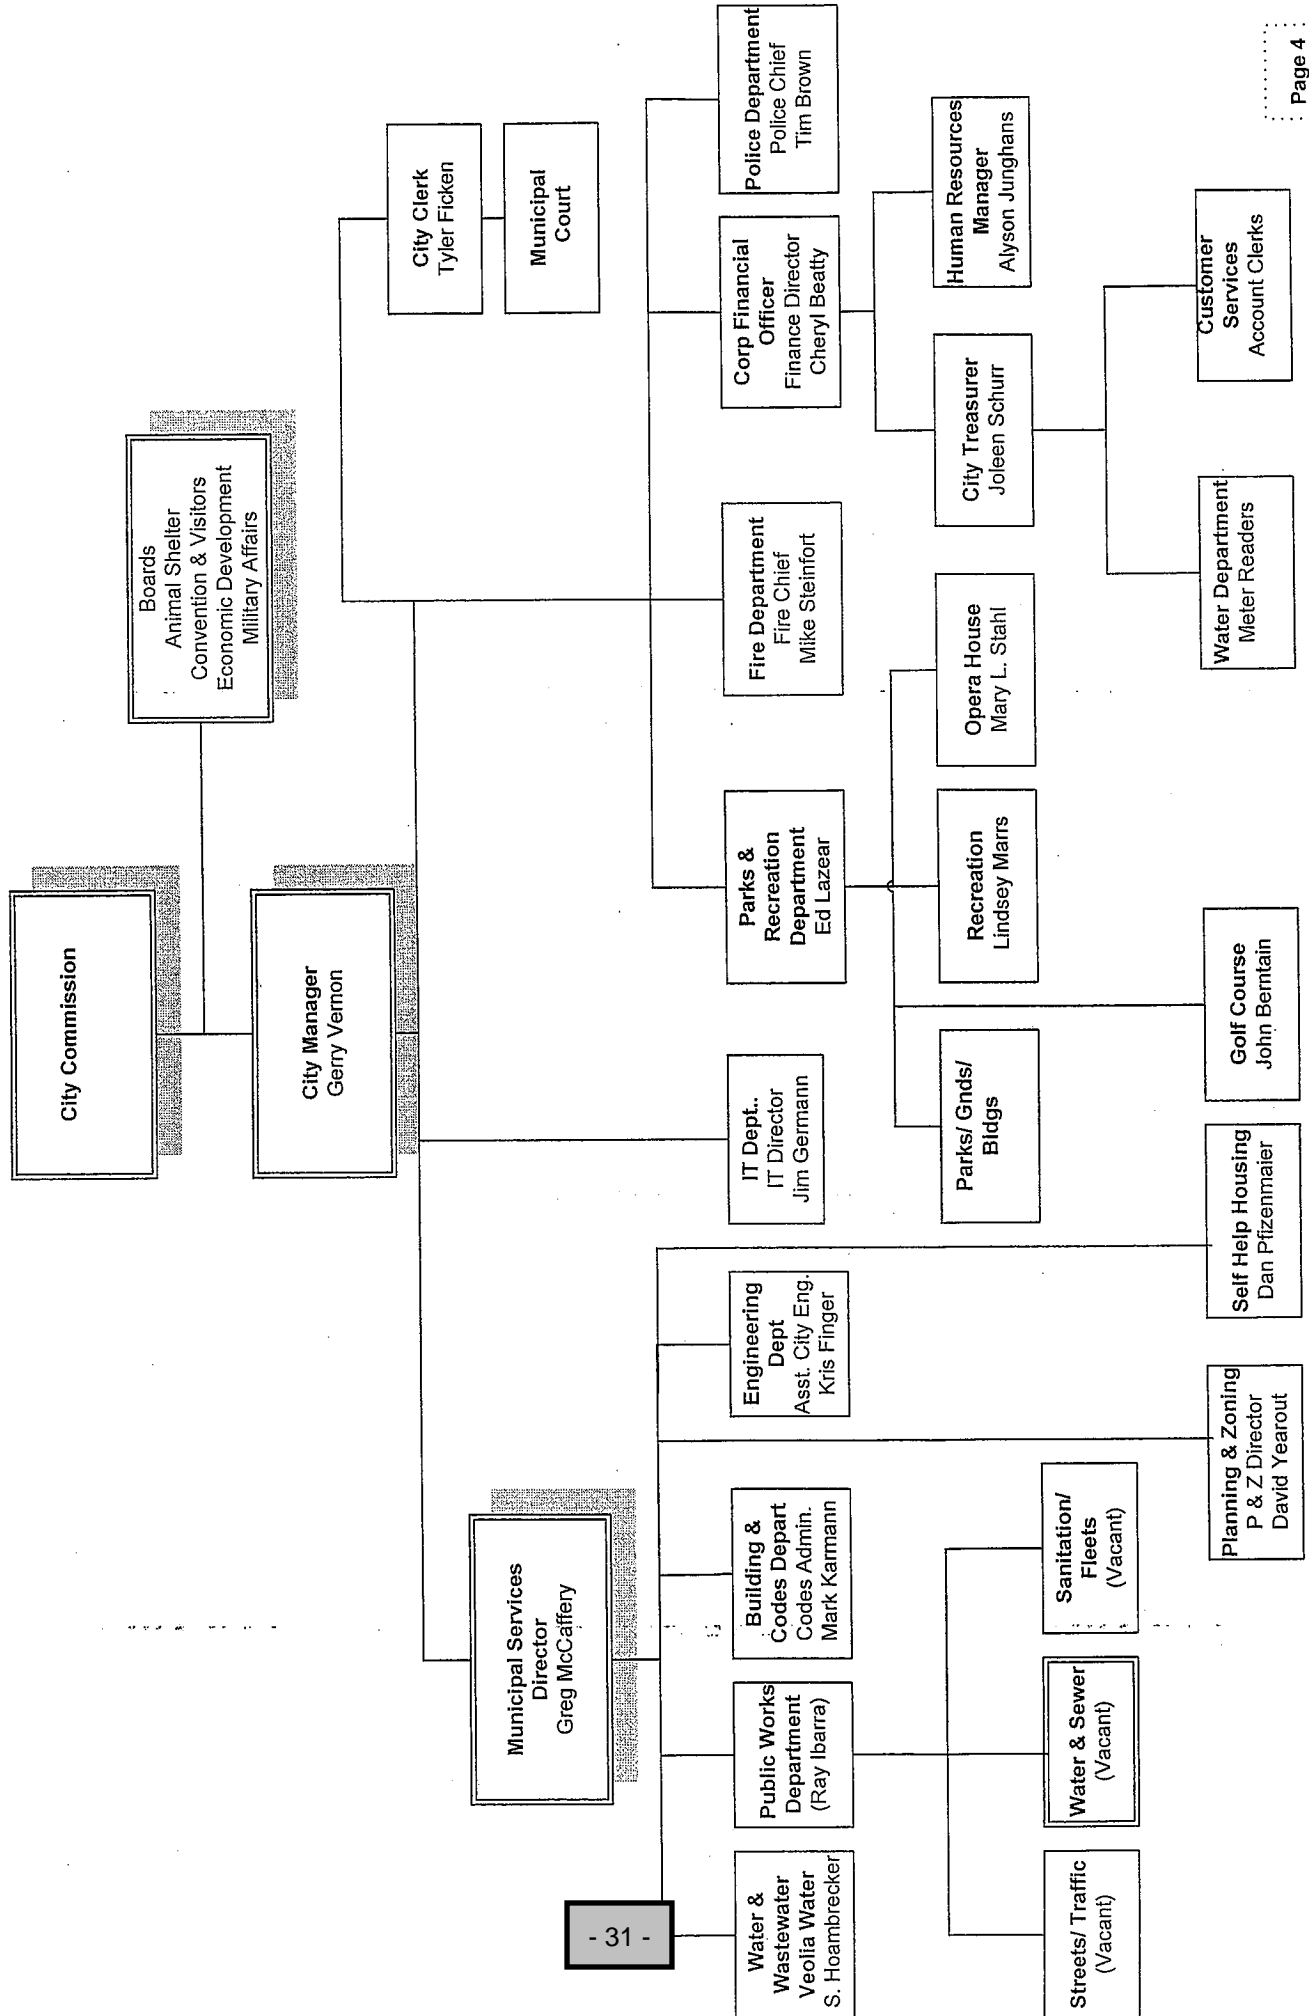 City Commission
Boards
Animal Shelter
Convention & Visitors
Economic Development
Military Affairs
City Manager
Gerry Vernon
City Clerk
Tyler Ficken
Municipal
Court
Municipal Services
Director
Greg McCaffery
- 31 -
Water &
Wastewater
Veolia Water
S. Hoambrecker
Public Works
Department
(Ray Ibarra)
Building &
Codes Depart
Codes Admin.
Mark Karmann
Engineering
Dept
Asst. City Eng.
Kris Finger
IT Dept..
IT Director
Jim Germann
Parks &
Recreation
Department
Ed Lazear
Fire Department
Fire Chief
Mike Steinfort
Corp Financial
Officer
Finance Director
Cheryl Beatty
Police Department
Police Chief
Tim Brown
Streets/ Traffic
(Vacant)
Water & Sewer
(Vacant)
Sanitation/
Fleets
(Vacant)
Parks/ Gnds/
Bldgs
Recreation
Lindsey Marrs
Opera House
Mary L. Stahl
City Treasurer
Joleen Schurr
Human Resources
Manager
Alyson Junghans
Planning & Zoning
P & Z Director
David Yearout
Self Help Housing
Dan Pfizenmaier
Golf Course
John Berntain
Water Department
Meter Readers
Customer
Services
Account Clerks
Page 4